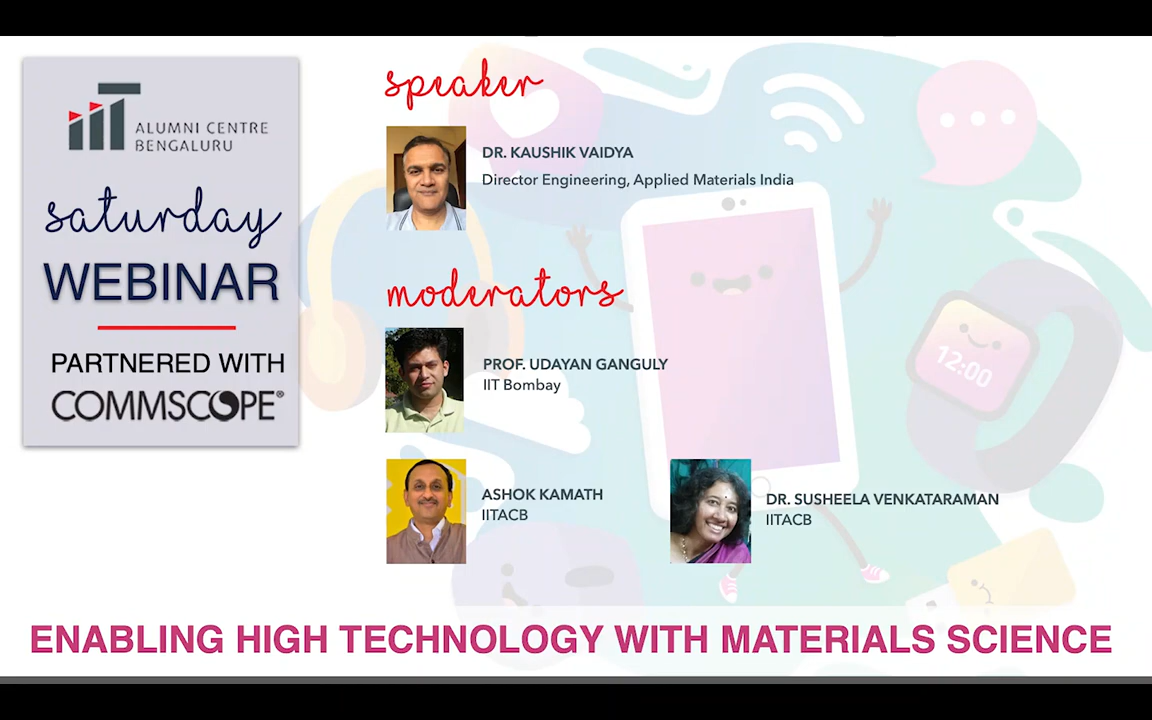 IIT ALUMNI CENTRE
BENGALURU
saturday
WEBINAR
PARTNERED WITH
COMMSCOPE®
speaker
DR. KAUSHIK VAIDYA
Director Engineering, Applied Materials India
moderators
PROF. UDAYAN GANGULY
IIT Bombay
ASHOK KAMATH
IITACB
DR. SUSHEELA VENKATARAMAN
IITACB
12:00
ENABLING HIGH TECHNOLOGY WITH MATERIALS SCIENCE